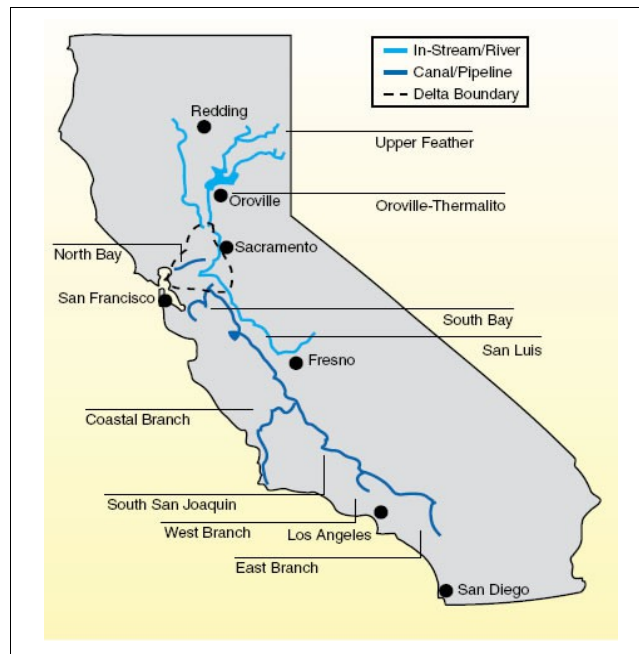 In-Stream/River
Canal/Pipeline
Delta Boundary
Redding
Upper Feather
Oroville
Oroville-Thermalito
Sacramento
North Bay
San Francisco
South Bay
San Luis
Fresno
Coastal Branch
South San Joaquin
West Branch
Los Angeles
East Branch
San Diego